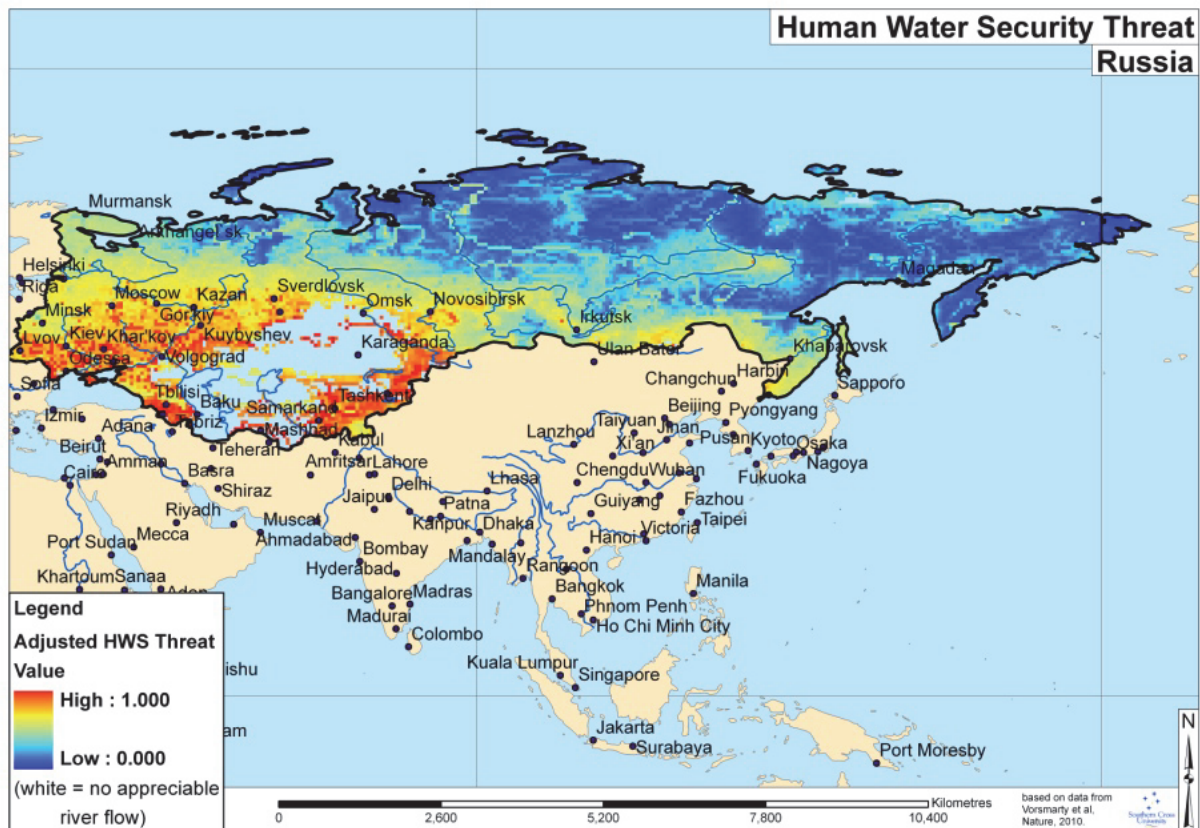 Human Water Security Threat
Russia
Murmansk
Arkhangel'sk
Helsinki
Riga
Moscow
Kazan
Sverdlovsk
Omsk
Novosibirsk
Magadan
Minsk
Gor'kiy
Irkutsk
Kiev
Khar'kov
Kuybyshev
Karaganda
Lvov
Odessa
Volgograd
Ulan Bator
Khabarovsk
Harbin
Changchun
Sofia
Tbilisi
Baku
Samarkand
Tashkent
Sapporo
Izmir
Tabriz
Mashhad
Beijing
Pyongyang
Adana
Taiyuan
Beirut
Teheran
Kabul
Lanzhou
Xi'an
Jinan
Pusan
Kyoto
Osaka
Amman
Amritsar
Lahore
Nagoya
Cairo
Basra
Chengdu
Wuhan
Fukuoka
Shiraz
Jaipur
Delhi
Lhasa
Riyadh
Patna
Guiyang
Fazhou
Mecca
Muscat
Kanpur
Dhaka
Victoria
Taipei
Port Sudan
Ahmadabad
Bombay
Mandalay
Hanoi
Khartoum
Sanaa
Hyderabad
Rangoon
Manila
Aden
Bangalore
Madras
Bangkok
Phnom Penh
Madurai
Ho Chi Minh City
Colombo
Kuala Lumpur
Singapore
Jakarta
Surabaya
Port Moresby
ishu
am
Legend
Adjusted HWS Threat
Value
High : 1.000
Low : 0.000
(white = no appreciable
river flow)
Kilometres
0 2,600 5,200 7,800 10,400
based on data from
Vorsmarty et al,
Nature, 2010.
Southern Cross
University
N